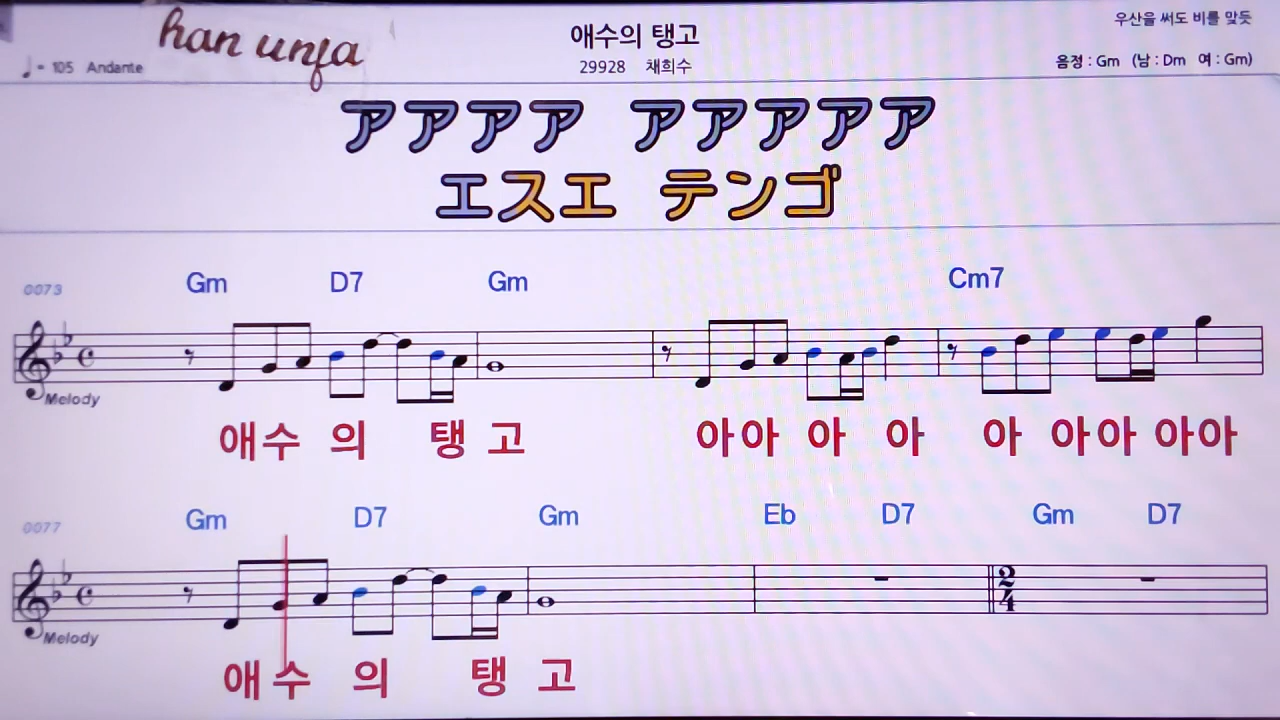 han unja
애수의 탱고
우산을 써도 비를 맞듯
♩= 105 Andante
29928 채희수
음정 : Gm (남 : Dm 여 : Gm)
アアアア アアアアア
エスエ テンゴ
0073 Gm D7 Gm Cm7
Melody
애수 의 탱 고 아아 아 아 아 아아 아아
0077 Gm D7 Gm Eb D7 Gm D7
2
4
Melody
애 수 의 탱 고